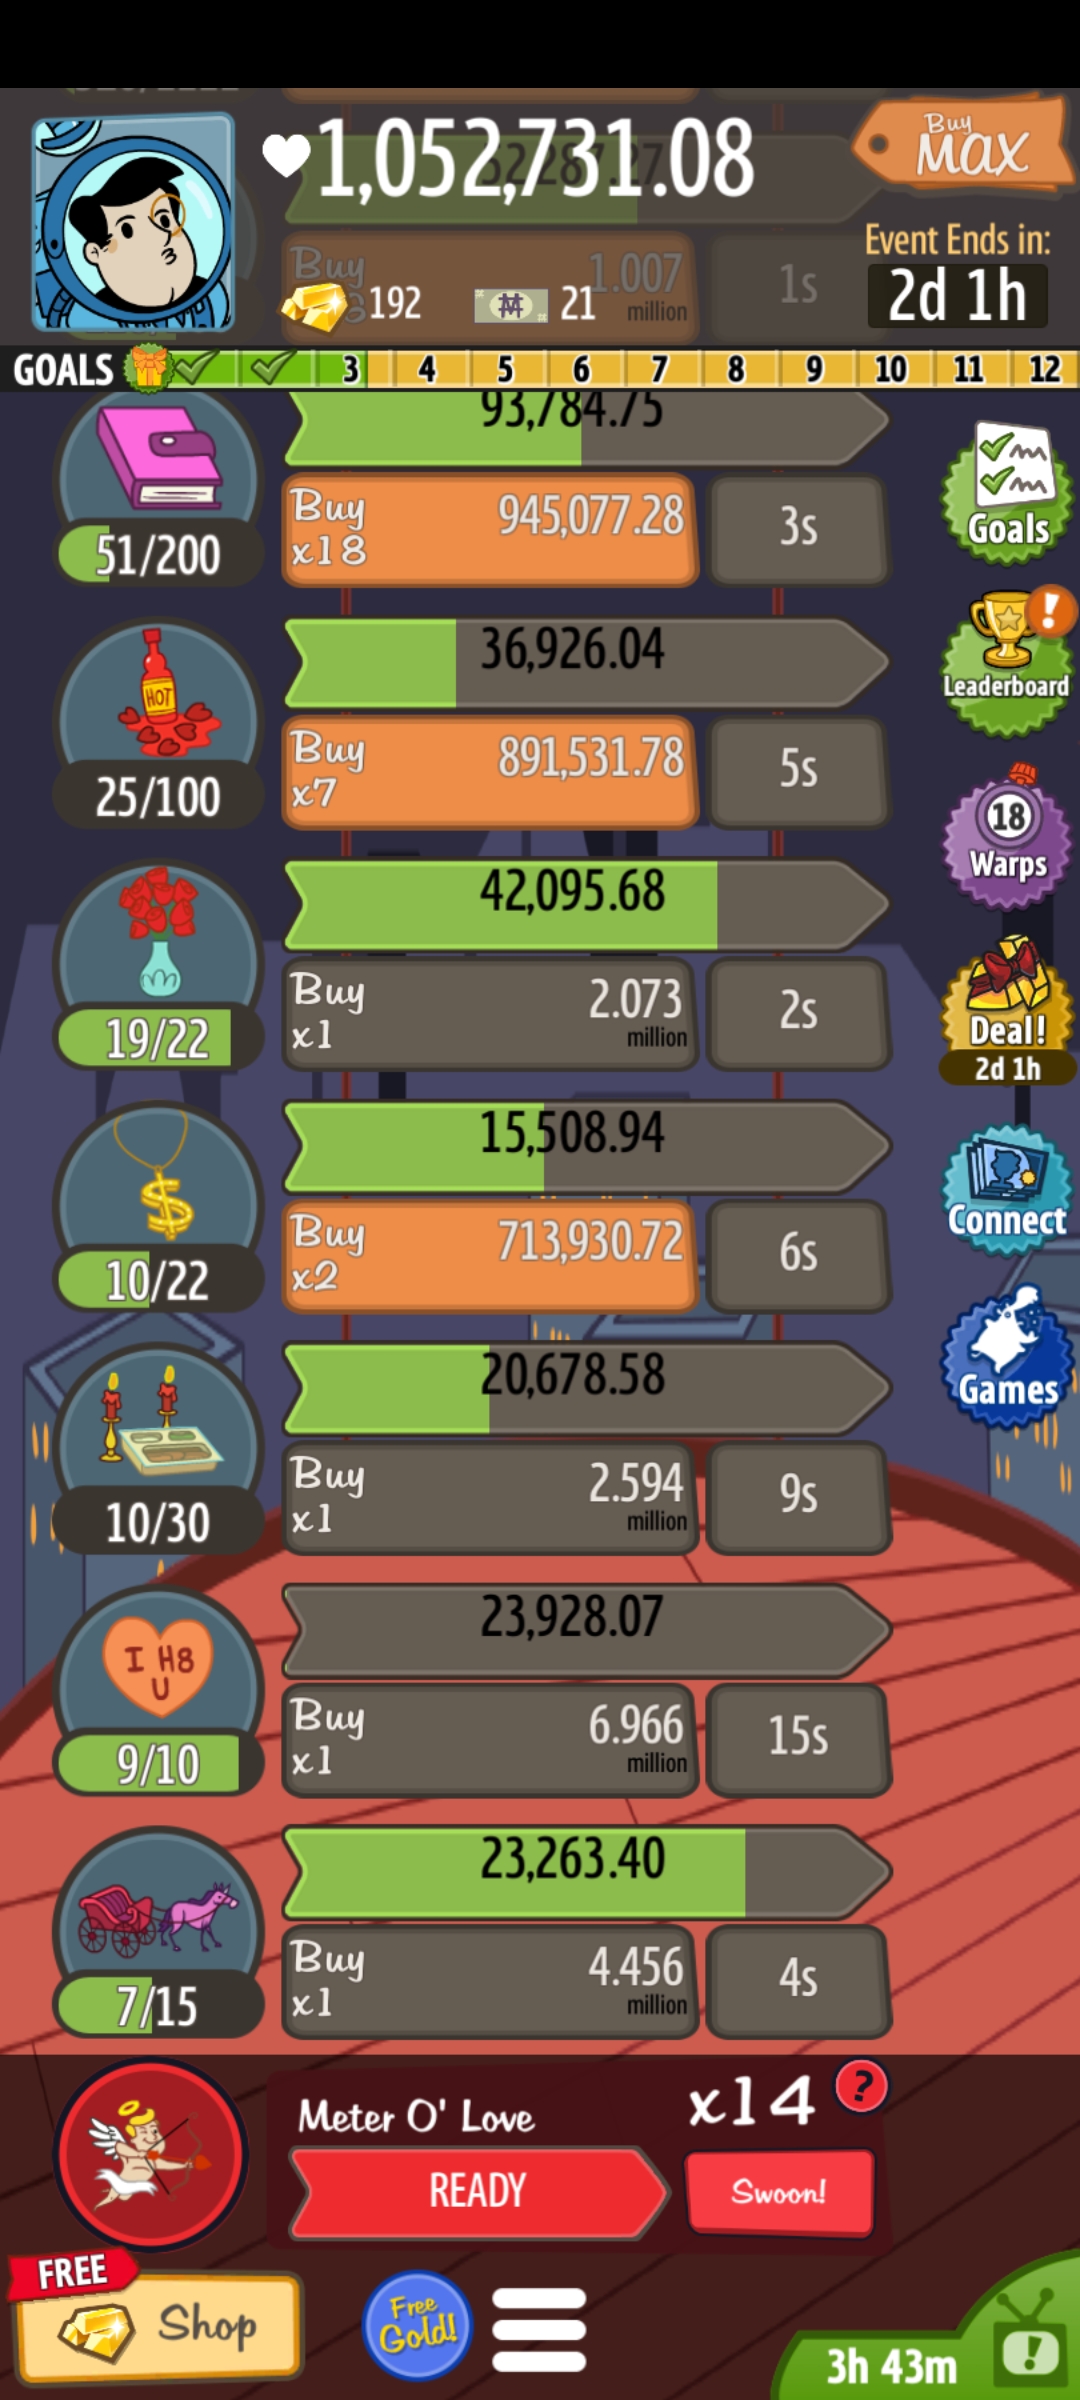 1,052,731.08
Buy
MAX
Event Ends in:
2d 1h
Buy
1.007
million
1s
192
21
GOALS
3 4 5 6 7 8 9 10 11 12
93,784.75
51/200
Buy
x18
945,077.28
3s
Goals
36,926.04
HOT
25/100
Buy
x7
891,531.78
5s
!
Leaderboard
18
Warps
42,095.68
19/22
Buy
x1
2.073
million
2s
Deal!
2d 1h
15,508.94
$
10/22
Buy
x2
713,930.72
6s
Connect
20,678.58
10/30
Buy
x1
2.594
million
9s
Games
23,928.07
I H8
U
9/10
Buy
x1
6.966
million
15s
23,263.40
7/15
Buy
x1
4.456
million
4s
Meter O' Love
x14
?
READY
Swoon!
FREE
Shop
Free
Gold!
3h 43m
!